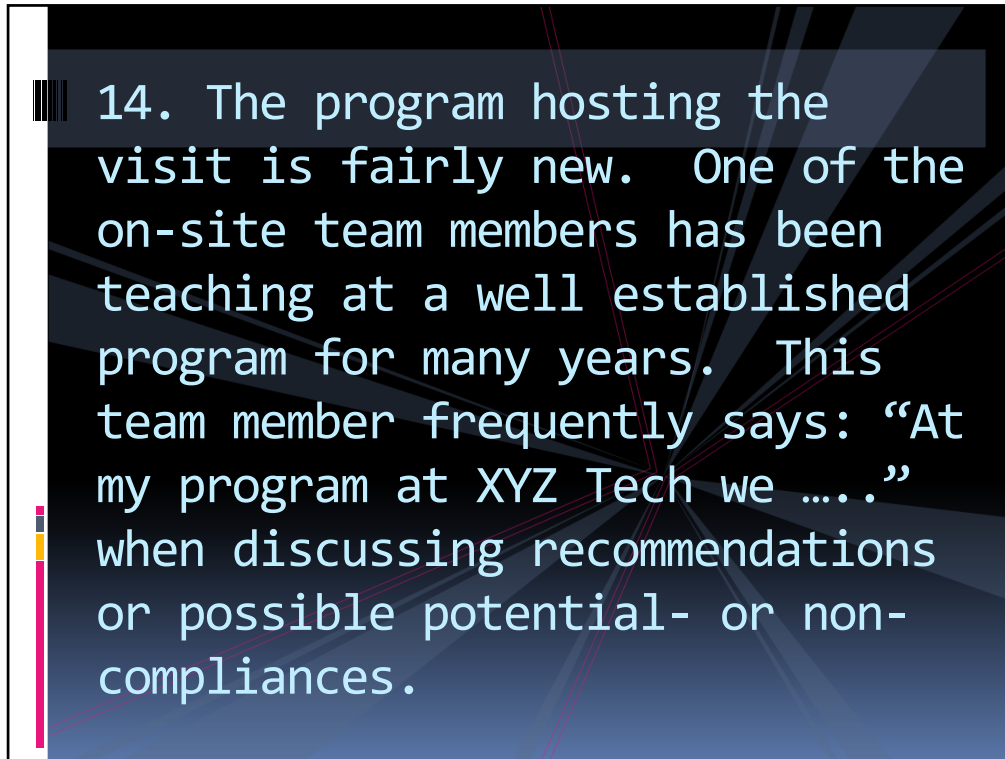 14. The program hosting the
visit is fairly new.  One of the
on-site team members has been
teaching at a well established
program for many years.  This
team member frequently says: “At
my program at XYZ Tech we …..”
when discussing recommendations
or possible potential- or non-
compliances.